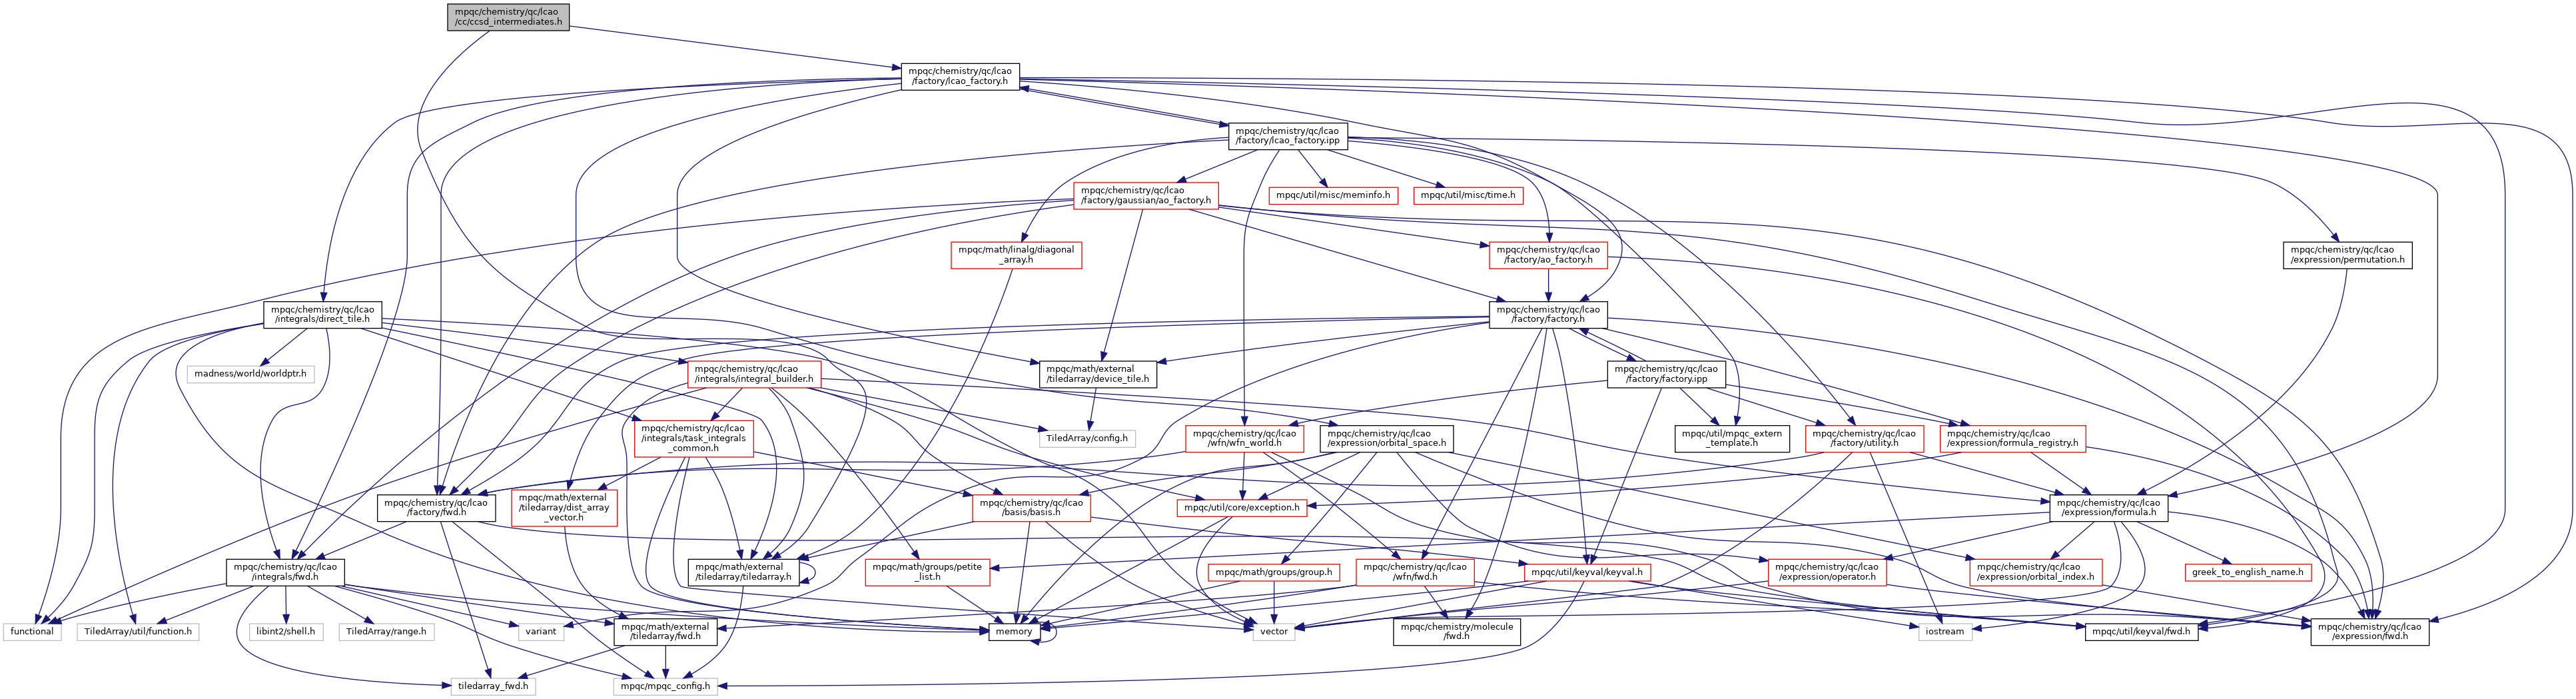 mpqc/chemistry/qc/lcao
/cc/ccsd_intermediates.h
mpqc/chemistry/qc/lcao
/factory/lcao_factory.h
mpqc/chemistry/qc/lcao
/factory/lcao_factory.ipp
mpqc/chemistry/qc/lcao
/factory/gaussian/ao_factory.h
mpqc/util/misc/meminfo.h
mpqc/util/misc/time.h
mpqc/math/linalg/diagonal
_array.h
mpqc/chemistry/qc/lcao
/factory/ao_factory.h
mpqc/chemistry/qc/lcao
/expression/permutation.h
mpqc/chemistry/qc/lcao
/integrals/direct_tile.h
mpqc/chemistry/qc/lcao
/factory/factory.h
madness/world/worldptr.h
mpqc/chemistry/qc/lcao
/integrals/integral_builder.h
mpqc/math/external
/tiledarray/device_tile.h
mpqc/chemistry/qc/lcao
/factory/factory.ipp
mpqc/chemistry/qc/lcao
/integrals/task_integrals
_common.h
TiledArray/config.h
mpqc/chemistry/qc/lcao
/wfn/wfn_world.h
mpqc/chemistry/qc/lcao
/expression/orbital_space.h
mpqc/util/mpqc_extern
_template.h
mpqc/chemistry/qc/lcao
/factory/utility.h
mpqc/chemistry/qc/lcao
/expression/formula_registry.h
mpqc/chemistry/qc/lcao
/factory/fwd.h
mpqc/math/external
/tiledarray/dist_array
_vector.h
mpqc/chemistry/qc/lcao
/basis/basis.h
mpqc/util/core/exception.h
mpqc/chemistry/qc/lcao
/expression/formula.h
mpqc/chemistry/qc/lcao
/integrals/fwd.h
mpqc/math/external
/tiledarray/tiledarray.h
mpqc/math/groups/petite
_list.h
mpqc/math/groups/group.h
mpqc/chemistry/qc/lcao
/wfn/fwd.h
mpqc/util/keyval/keyval.h
mpqc/chemistry/qc/lcao
/expression/operator.h
mpqc/chemistry/qc/lcao
/expression/orbital_index.h
greek_to_english_name.h
functional
TiledArray/util/function.h
libint2/shell.h
TiledArray/range.h
variant
mpqc/math/external
/tiledarray/fwd.h
memory
vector
mpqc/chemistry/molecule
/fwd.h
iostream
mpqc/util/keyval/fwd.h
mpqc/chemistry/qc/lcao
/expression/fwd.h
tiledarray_fwd.h
mpqc/mpqc_config.h